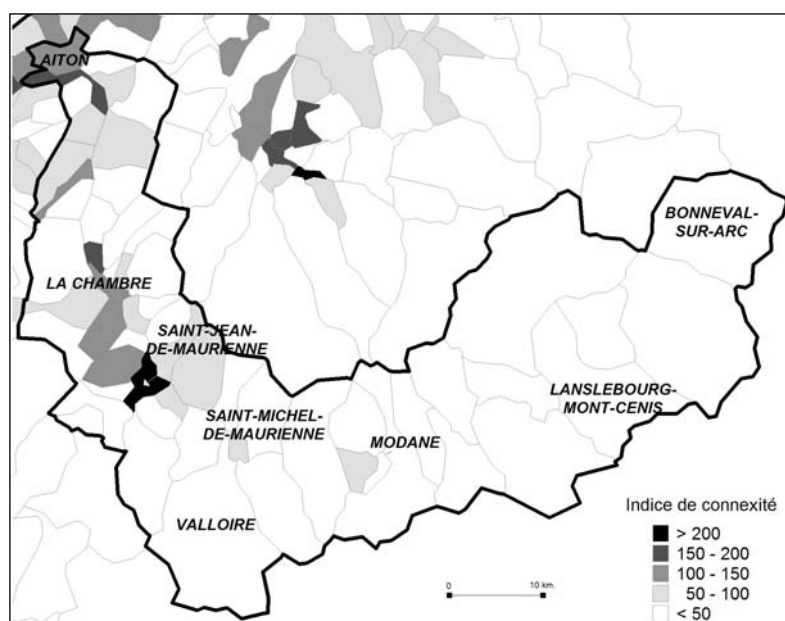 AITON
BONNEVAL-
SUR-ARC
LA CHAMBRE
SAINT-JEAN-
DE-MAURIENNE
LANSLEBOURG-
MONT-CENIS
SAINT-MICHEL-
DE-MAURIENNE
MODANE
VALLOIRE
Indice de connexité
> 200
150 - 200
100 - 150
50 - 100
< 50
0 10 km.